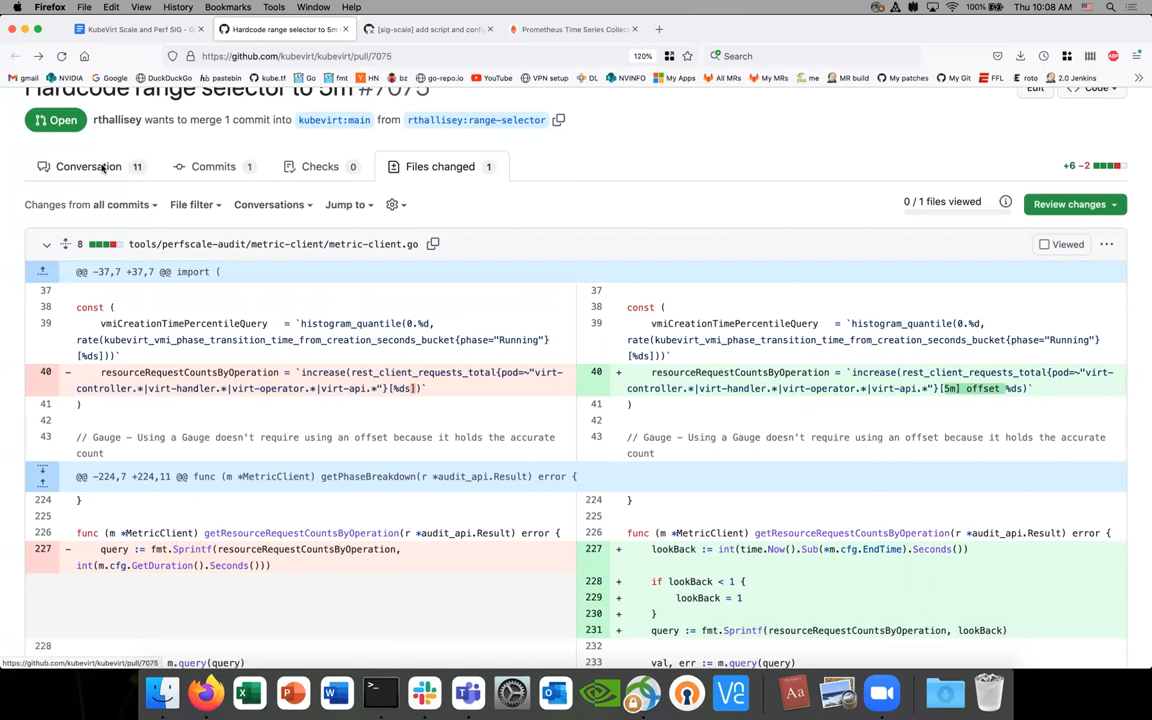 Firefox File Edit View History Bookmarks Tools Window Help 100% Thu 10:08 AM
KubeVirt Scale and Perf SIG - G Hardcode range selector to 5m [sig-scale] add script and confi Prometheus Time Series Collec
https://github.com/kubevirt/kubevirt/pull/7075 120% Search
gmail NVIDIA Google DuckDuckGo pastebin kube.tf Go fmt HN bz go-repo.io YouTube VPN setup DL NVINFO My Apps All MRs My MRs me MR build My patches My Git FFL roto 2.0 Jenkins
Hardcode range selector to 5m #7075 Edit Code
Open rthallisey wants to merge 1 commit into kubevirt:main from rthallisey:range-selector
Conversation 11 Commits 1 Checks 0 Files changed 1 +6 −2
Changes from all commits File filter Conversations Jump to 0 / 1 files viewed Review changes
8 tools/perfscale-audit/metric-client/metric-client.go Viewed
@@ -37,7 +37,7 @@ import (
37 37
38 const ( 38 const (
39 vmiCreationTimePercentileQuery = `histogram_quantile(0.%d, 39 vmiCreationTimePercentileQuery = `histogram_quantile(0.%d,
rate(kubevirt_vmi_phase_transition_time_from_creation_seconds_bucket{phase="Running"} rate(kubevirt_vmi_phase_transition_time_from_creation_seconds_bucket{phase="Running"}
[%ds]))` [%ds]))`
40 − resourceRequestCountsByOperation = `increase(rest_client_requests_total{pod=~"virt- 40 + resourceRequestCountsByOperation = `increase(rest_client_requests_total{pod=~"virt-
controller.*|virt-handler.*|virt-operator.*|virt-api.*"}[%ds])` controller.*|virt-handler.*|virt-operator.*|virt-api.*"}[5m] offset %ds)`
41 ) 41 )
42 42
43 // Gauge - Using a Gauge doesn't require using an offset because it holds the accurate 43 // Gauge - Using a Gauge doesn't require using an offset because it holds the accurate
count count
@@ -224,7 +224,11 @@ func (m *MetricClient) getPhaseBreakdown(r *audit_api.Result) error {
224 } 224 }
225 225
226 func (m *MetricClient) getResourceRequestCountsByOperation(r *audit_api.Result) error { 226 func (m *MetricClient) getResourceRequestCountsByOperation(r *audit_api.Result) error {
227 − query := fmt.Sprintf(resourceRequestCountsByOperation, 227 + lookBack := int(time.Now().Sub(*m.cfg.EndTime).Seconds())
int(m.cfg.GetDuration().Seconds()))
228 + if lookBack < 1 {
229 + lookBack = 1
230 + }
231 + query := fmt.Sprintf(resourceRequestCountsByOperation, lookBack)
228 232
https://github.com/kubevirt/kubevirt/pull/7075 m.query(query) 233 val, err := m.query(query)